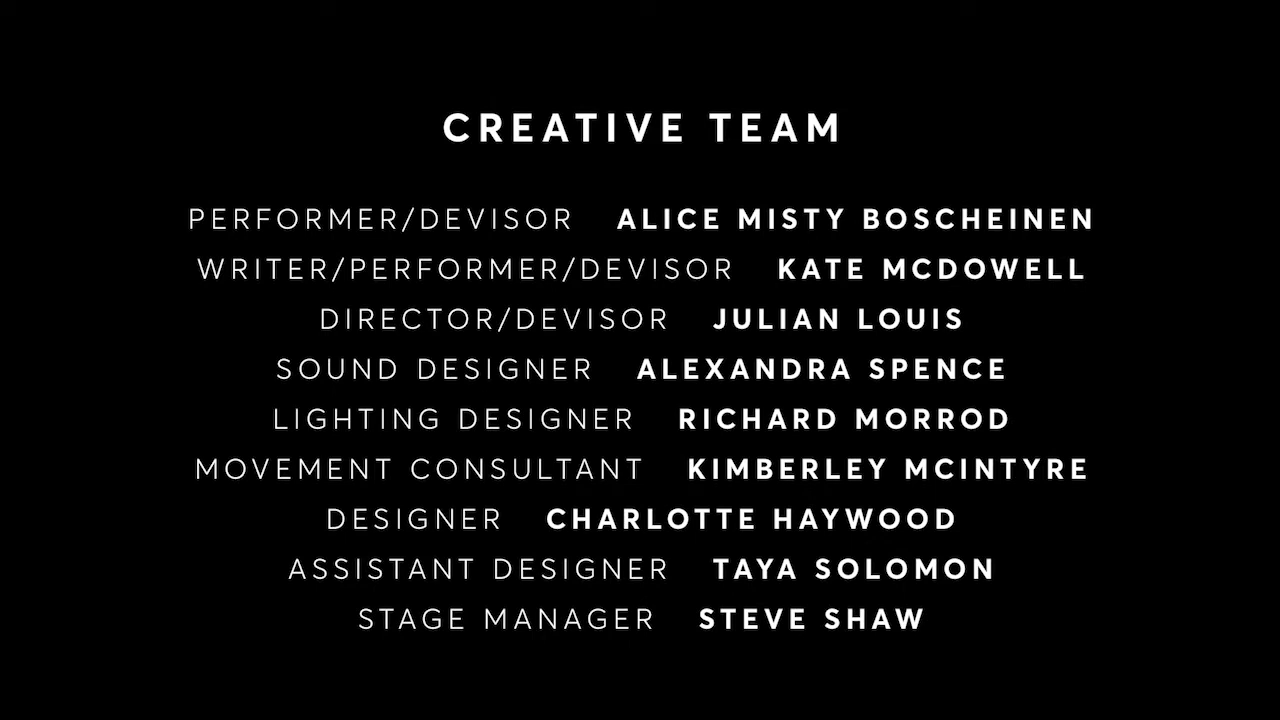 CREATIVE TEAM
PERFORMER/DEVISOR ALICE MISTY BOSCHEINEN
WRITER/PERFORMER/DEVISOR KATE MCDOWELL
DIRECTOR/DEVISOR JULIAN LOUIS
SOUND DESIGNER ALEXANDRA SPENCE
LIGHTING DESIGNER RICHARD MORROD
MOVEMENT CONSULTANT KIMBERLEY MCINTYRE
DESIGNER CHARLOTTE HAYWOOD
ASSISTANT DESIGNER TAYA SOLOMON
STAGE MANAGER STEVE SHAW